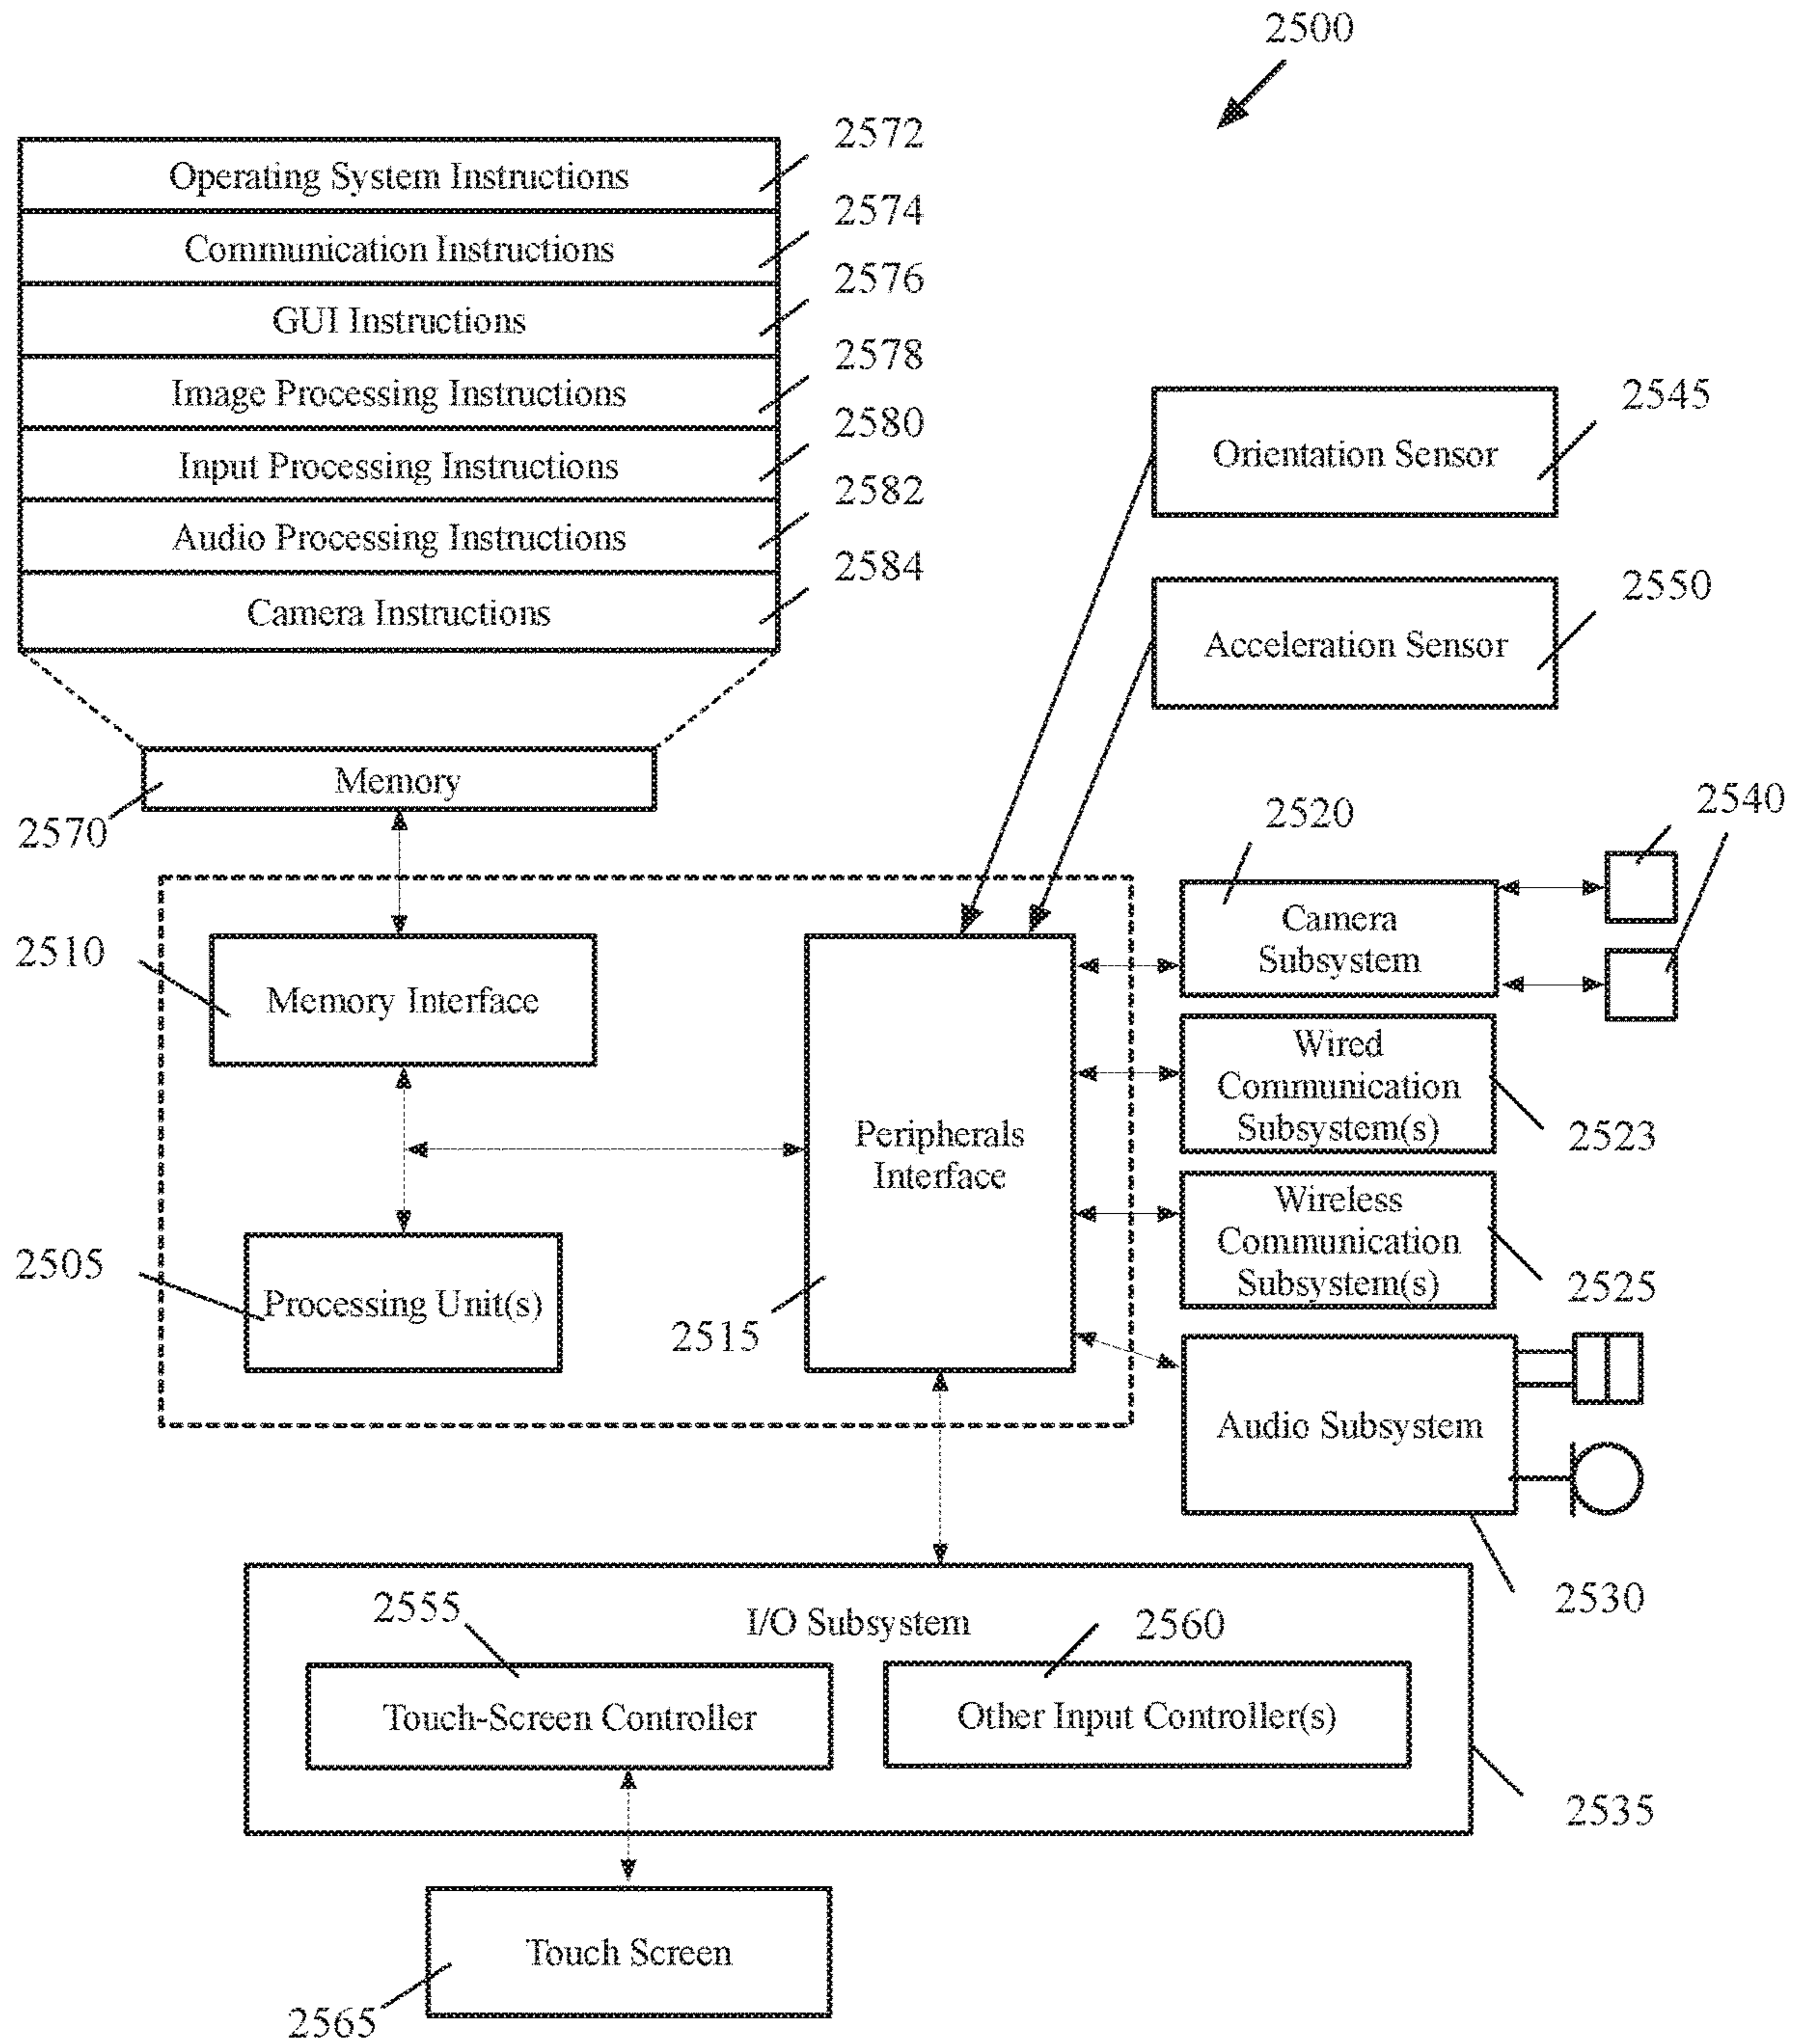 2500
2572
Operating System Instructions
2574
Communication Instructions
2576
GUI Instructions
2578
Image Processing Instructions
2580
Input Processing Instructions
2582
Audio Processing Instructions
2584
Camera Instructions
2545
Orientation Sensor
2550
Acceleration Sensor
Memory
2570
2520
2540
Camera
Subsystem
2510
Memory Interface
Wired
Communication
Subsystem(s)
2523
Peripherals
Interface
Wireless
Communication
Subsystem(s)
2525
2505
Processing Unit(s)
2515
Audio Subsystem
2530
I/O Subsystem
2555
2560
Touch-Screen Controller
Other Input Controller(s)
2535
Touch Screen
2565